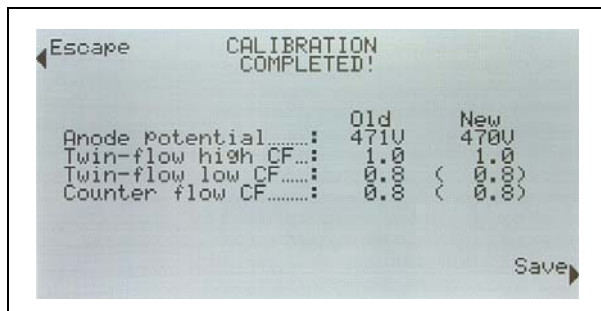 Escape CALIBRATION
COMPLETED!
Old New
Anode Potential........: 471V 470V
Twin-flow high CF..: 1.0 1.0
Twin-flow low CF...: 0.8 ( 0.8)
Counter flow CF.......: 0.8 ( 0.8)
Save